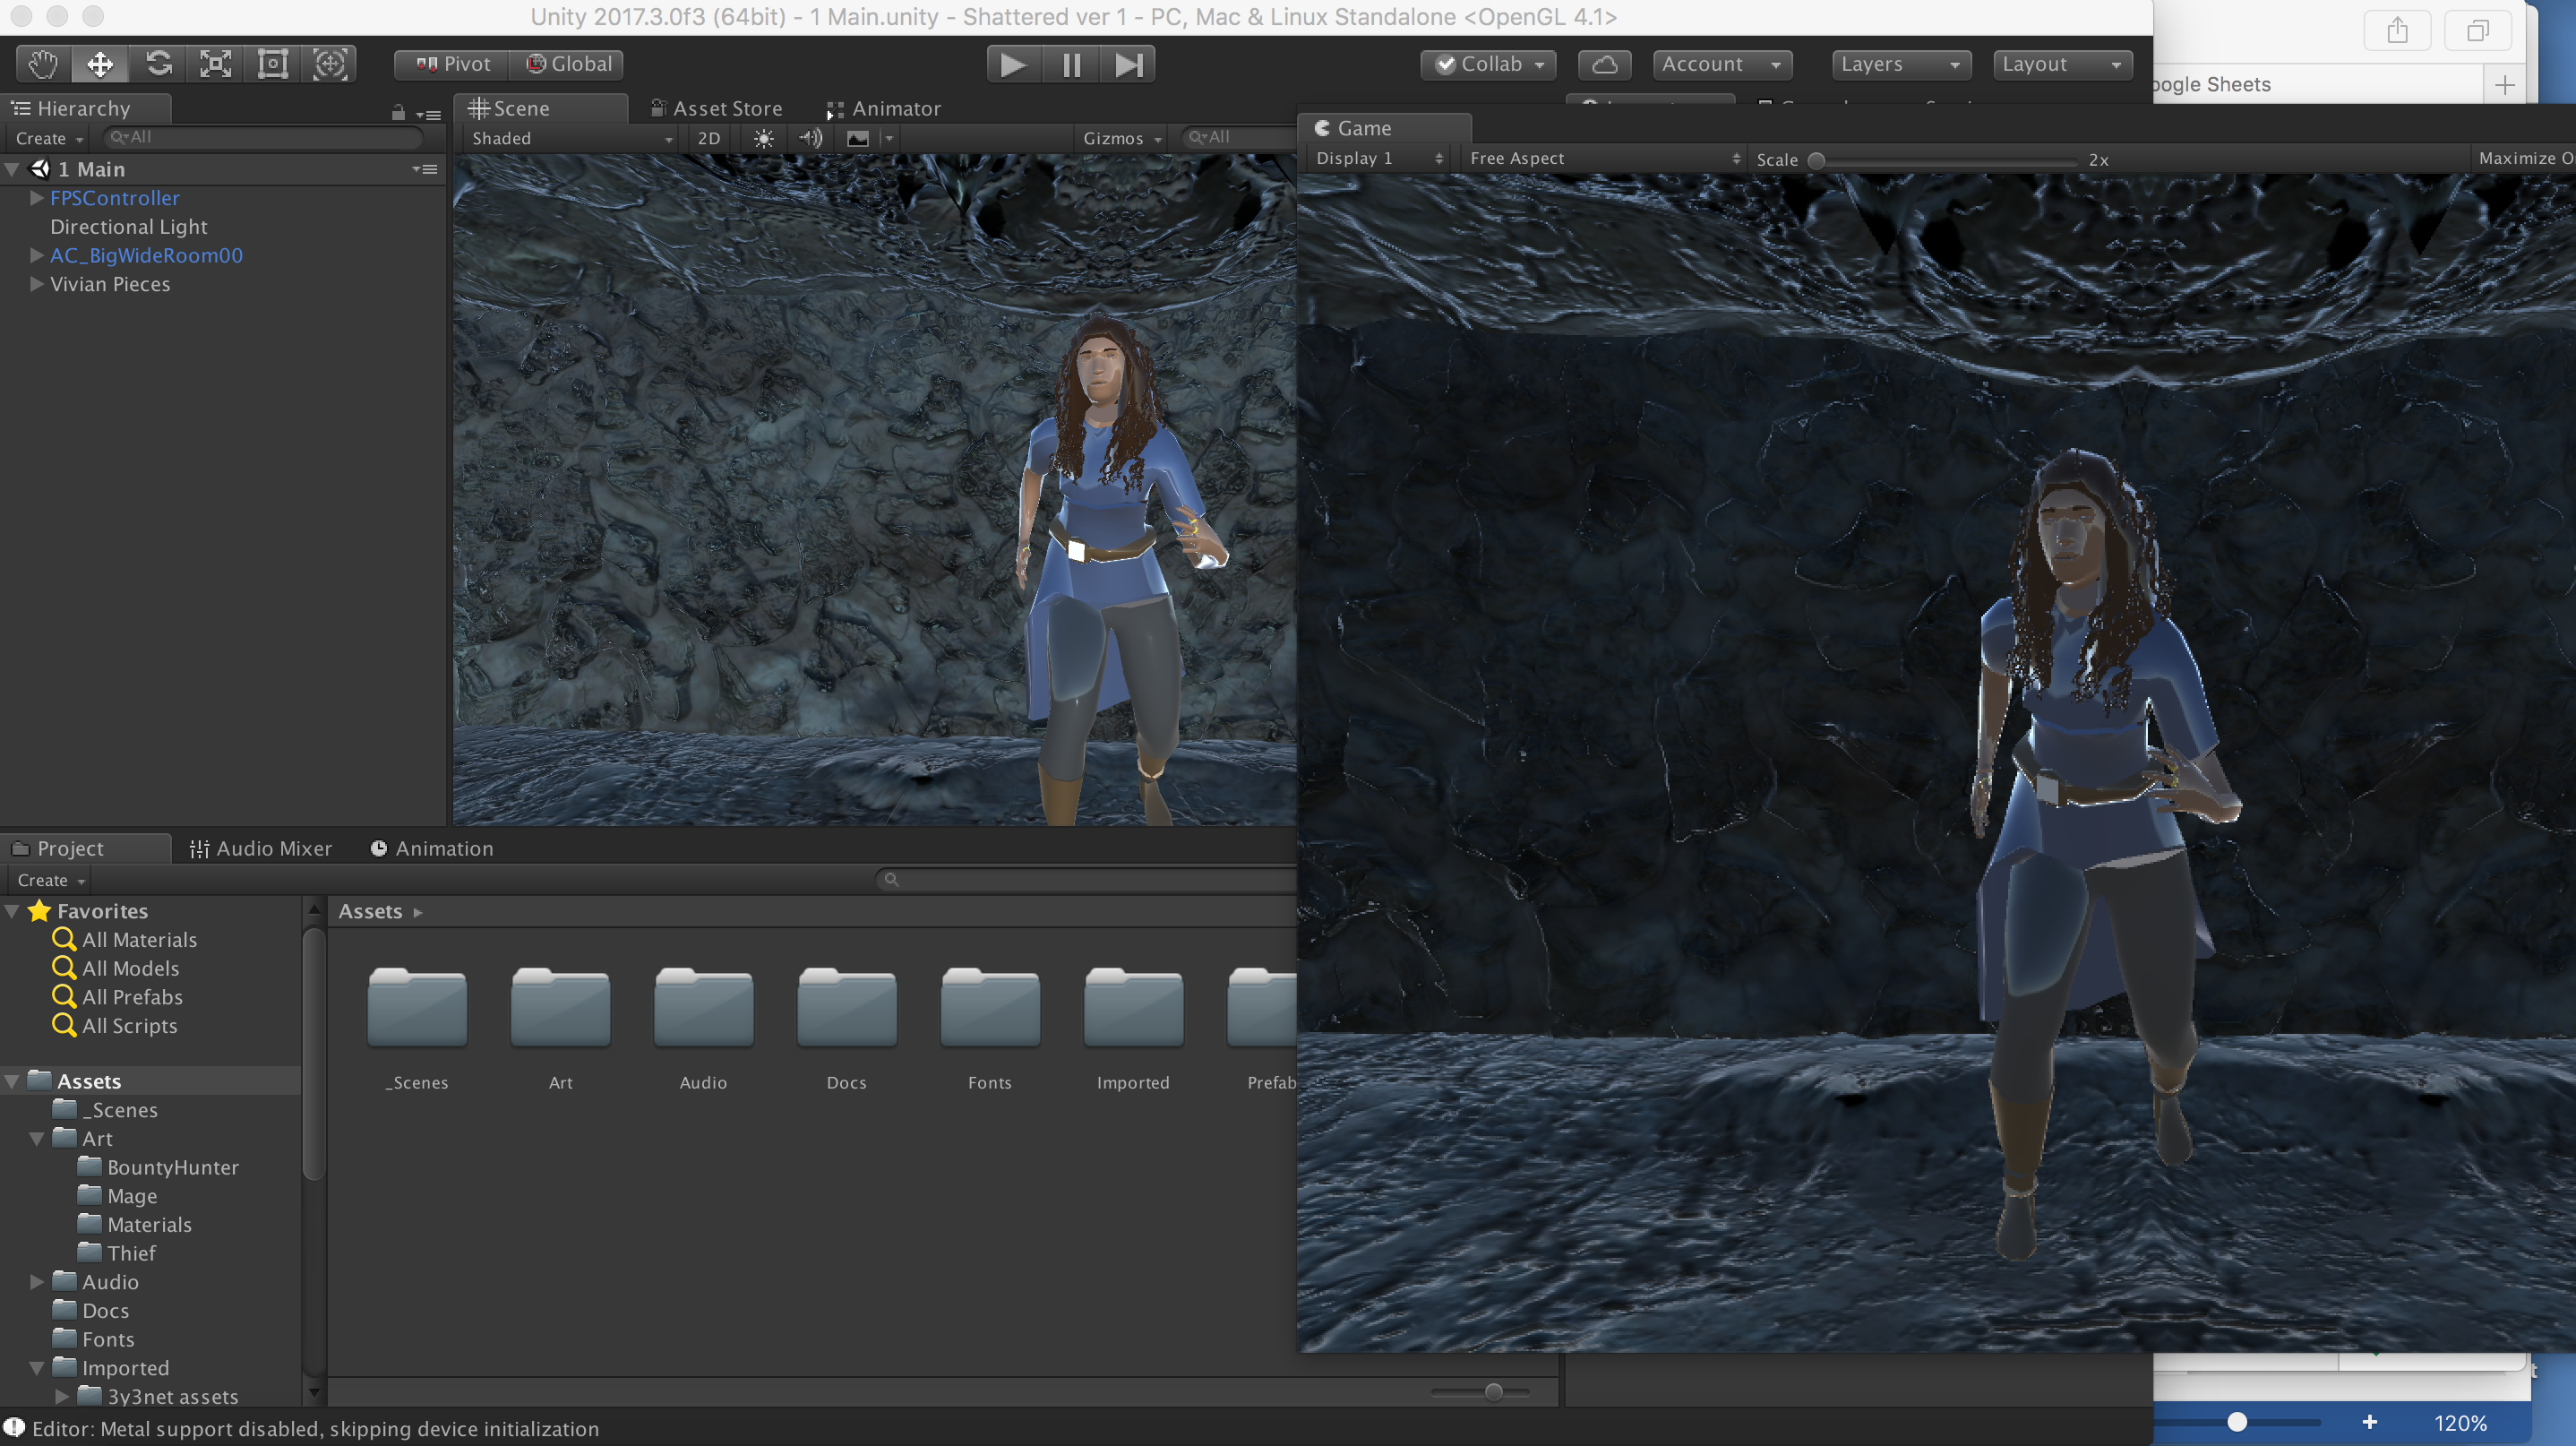 Unity 2017.3.0f3 (64bit) - 1 Main.unity - Shattered ver 1 - PC, Mac & Linux Standalone <OpenGL 4.1>
Pivot Global Collab Account Layers Layout
Sheets
Hierarchy
Create All
1 Main
FPSController
Directional Light
AC_BigWideRoom00
Vivian Pieces
Scene Asset Store Animator
Shaded 2D Gizmos All
Game
Display 1 Free Aspect Scale 2x Maximize O
Project Audio Mixer Animation
Create
Favorites
All Materials
All Models
All Prefabs
All Scripts
Assets
_Scenes
Art
BountyHunter
Mage
Materials
Thief
Audio
Docs
Fonts
Imported
3y3net assets
Assets
_Scenes Art Audio Docs Fonts Imported Prefab
Editor: Metal support disabled, skipping device initialization
120%